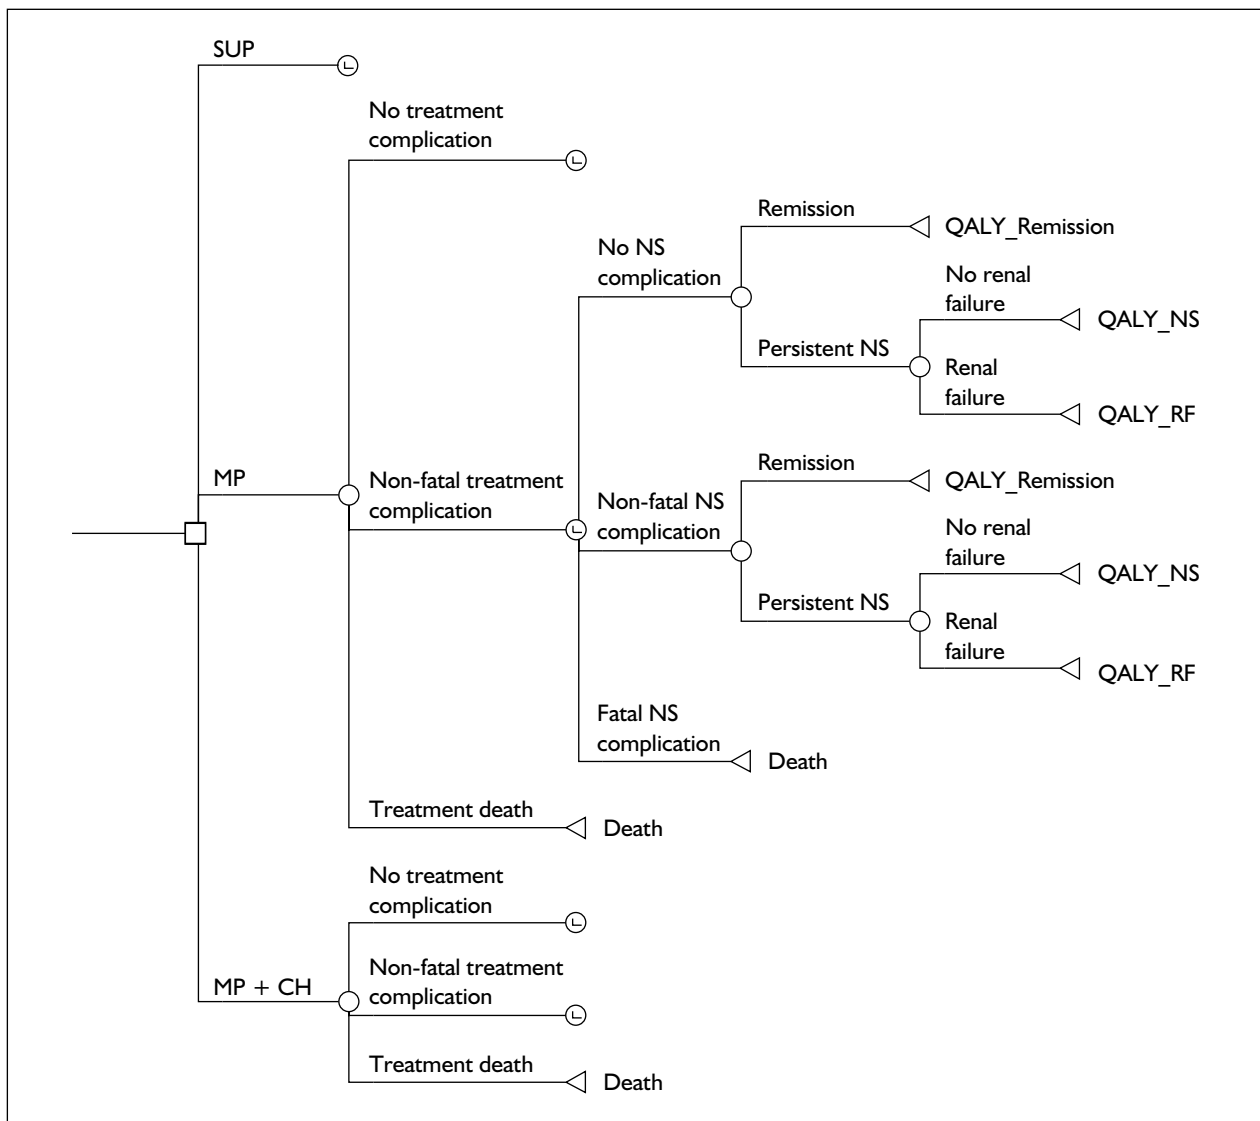 SUP
No treatment
complication
Remission
QALY_Remission
No NS
complication
No renal
failure
QALY_NS
Persistent NS
Renal
failure
QALY_RF
MP
Non-fatal treatment
complication
Remission
QALY_Remission
Non-fatal NS
complication
No renal
failure
QALY_NS
Persistent NS
Renal
failure
QALY_RF
Fatal NS
complication
Death
Treatment death
Death
No treatment
complication
MP + CH
Non-fatal treatment
complication
Treatment death
Death